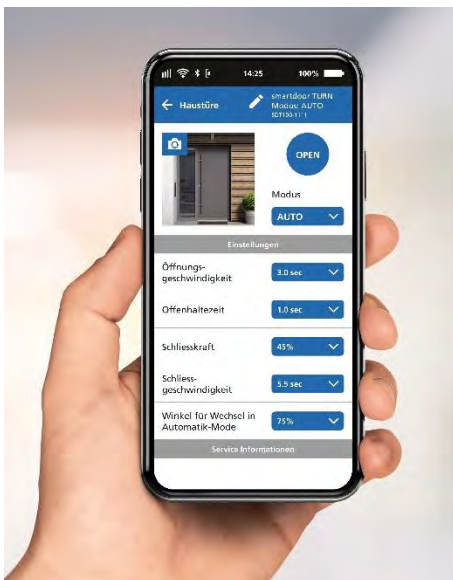 14:25
100%
Haustüre
smartdoor TURN
Modus: AUTO
OPEN
Modus
AUTO
Einstellungen
Öffnungs-
geschwindigkeit
3.0 sec
Offenhaltezeit
1.0 sec
Schliesskraft
45%
Schliess-
geschwindigkeit
5.5 sec
Winkel für Wechsel in
Automatik-Mode
75%
Service Informationen